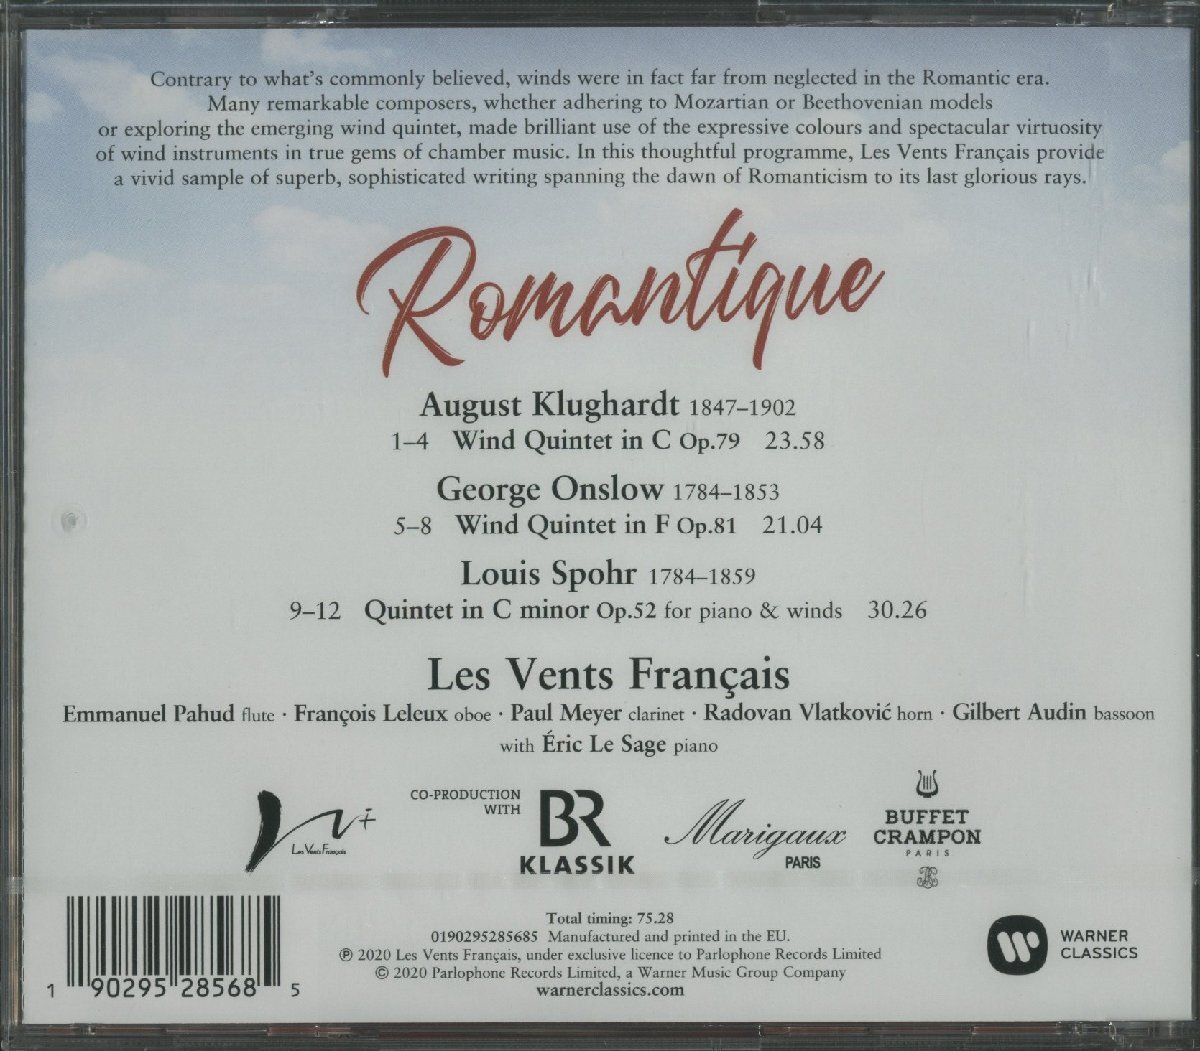 Contrary to what's commonly believed, winds were in fact far from neglected in the Romantic era.
Many remarkable composers, whether adhering to Mozartian or Beethovenian models
or exploring the emerging wind quintet, made brilliant use of the expressive colours and spectacular virtuosity
of wind instruments in true gems of chamber music. In this thoughtful programme, Les Vents Français provide
a vivid sample of superb, sophisticated writing spanning the dawn of Romanticism to its last glorious rays.
Romantique
August Klughardt 1847–1902
1–4 Wind Quintet in C Op.79 23.58
George Onslow 1784–1853
5–8 Wind Quintet in F Op.81 21.04
Louis Spohr 1784–1859
9–12 Quintet in C minor Op.52 for piano & winds 30.26
Les Vents Français
Emmanuel Pahud flute · François Leleux oboe · Paul Meyer clarinet · Radovan Vlatković horn · Gilbert Audin bassoon
with Éric Le Sage piano
Les Vents Français
CO-PRODUCTION
WITH
BR
KLASSIK
Marigaux
PARIS
BUFFET
CRAMPON
PARIS
Total timing: 75.28
0190295285685 Manufactured and printed in the EU.
℗ 2020 Les Vents Français, under exclusive licence to Parlophone Records Limited
© 2020 Parlophone Records Limited, a Warner Music Group Company
warnerclassics.com
1 90295 28568 5
WARNER
CLASSICS